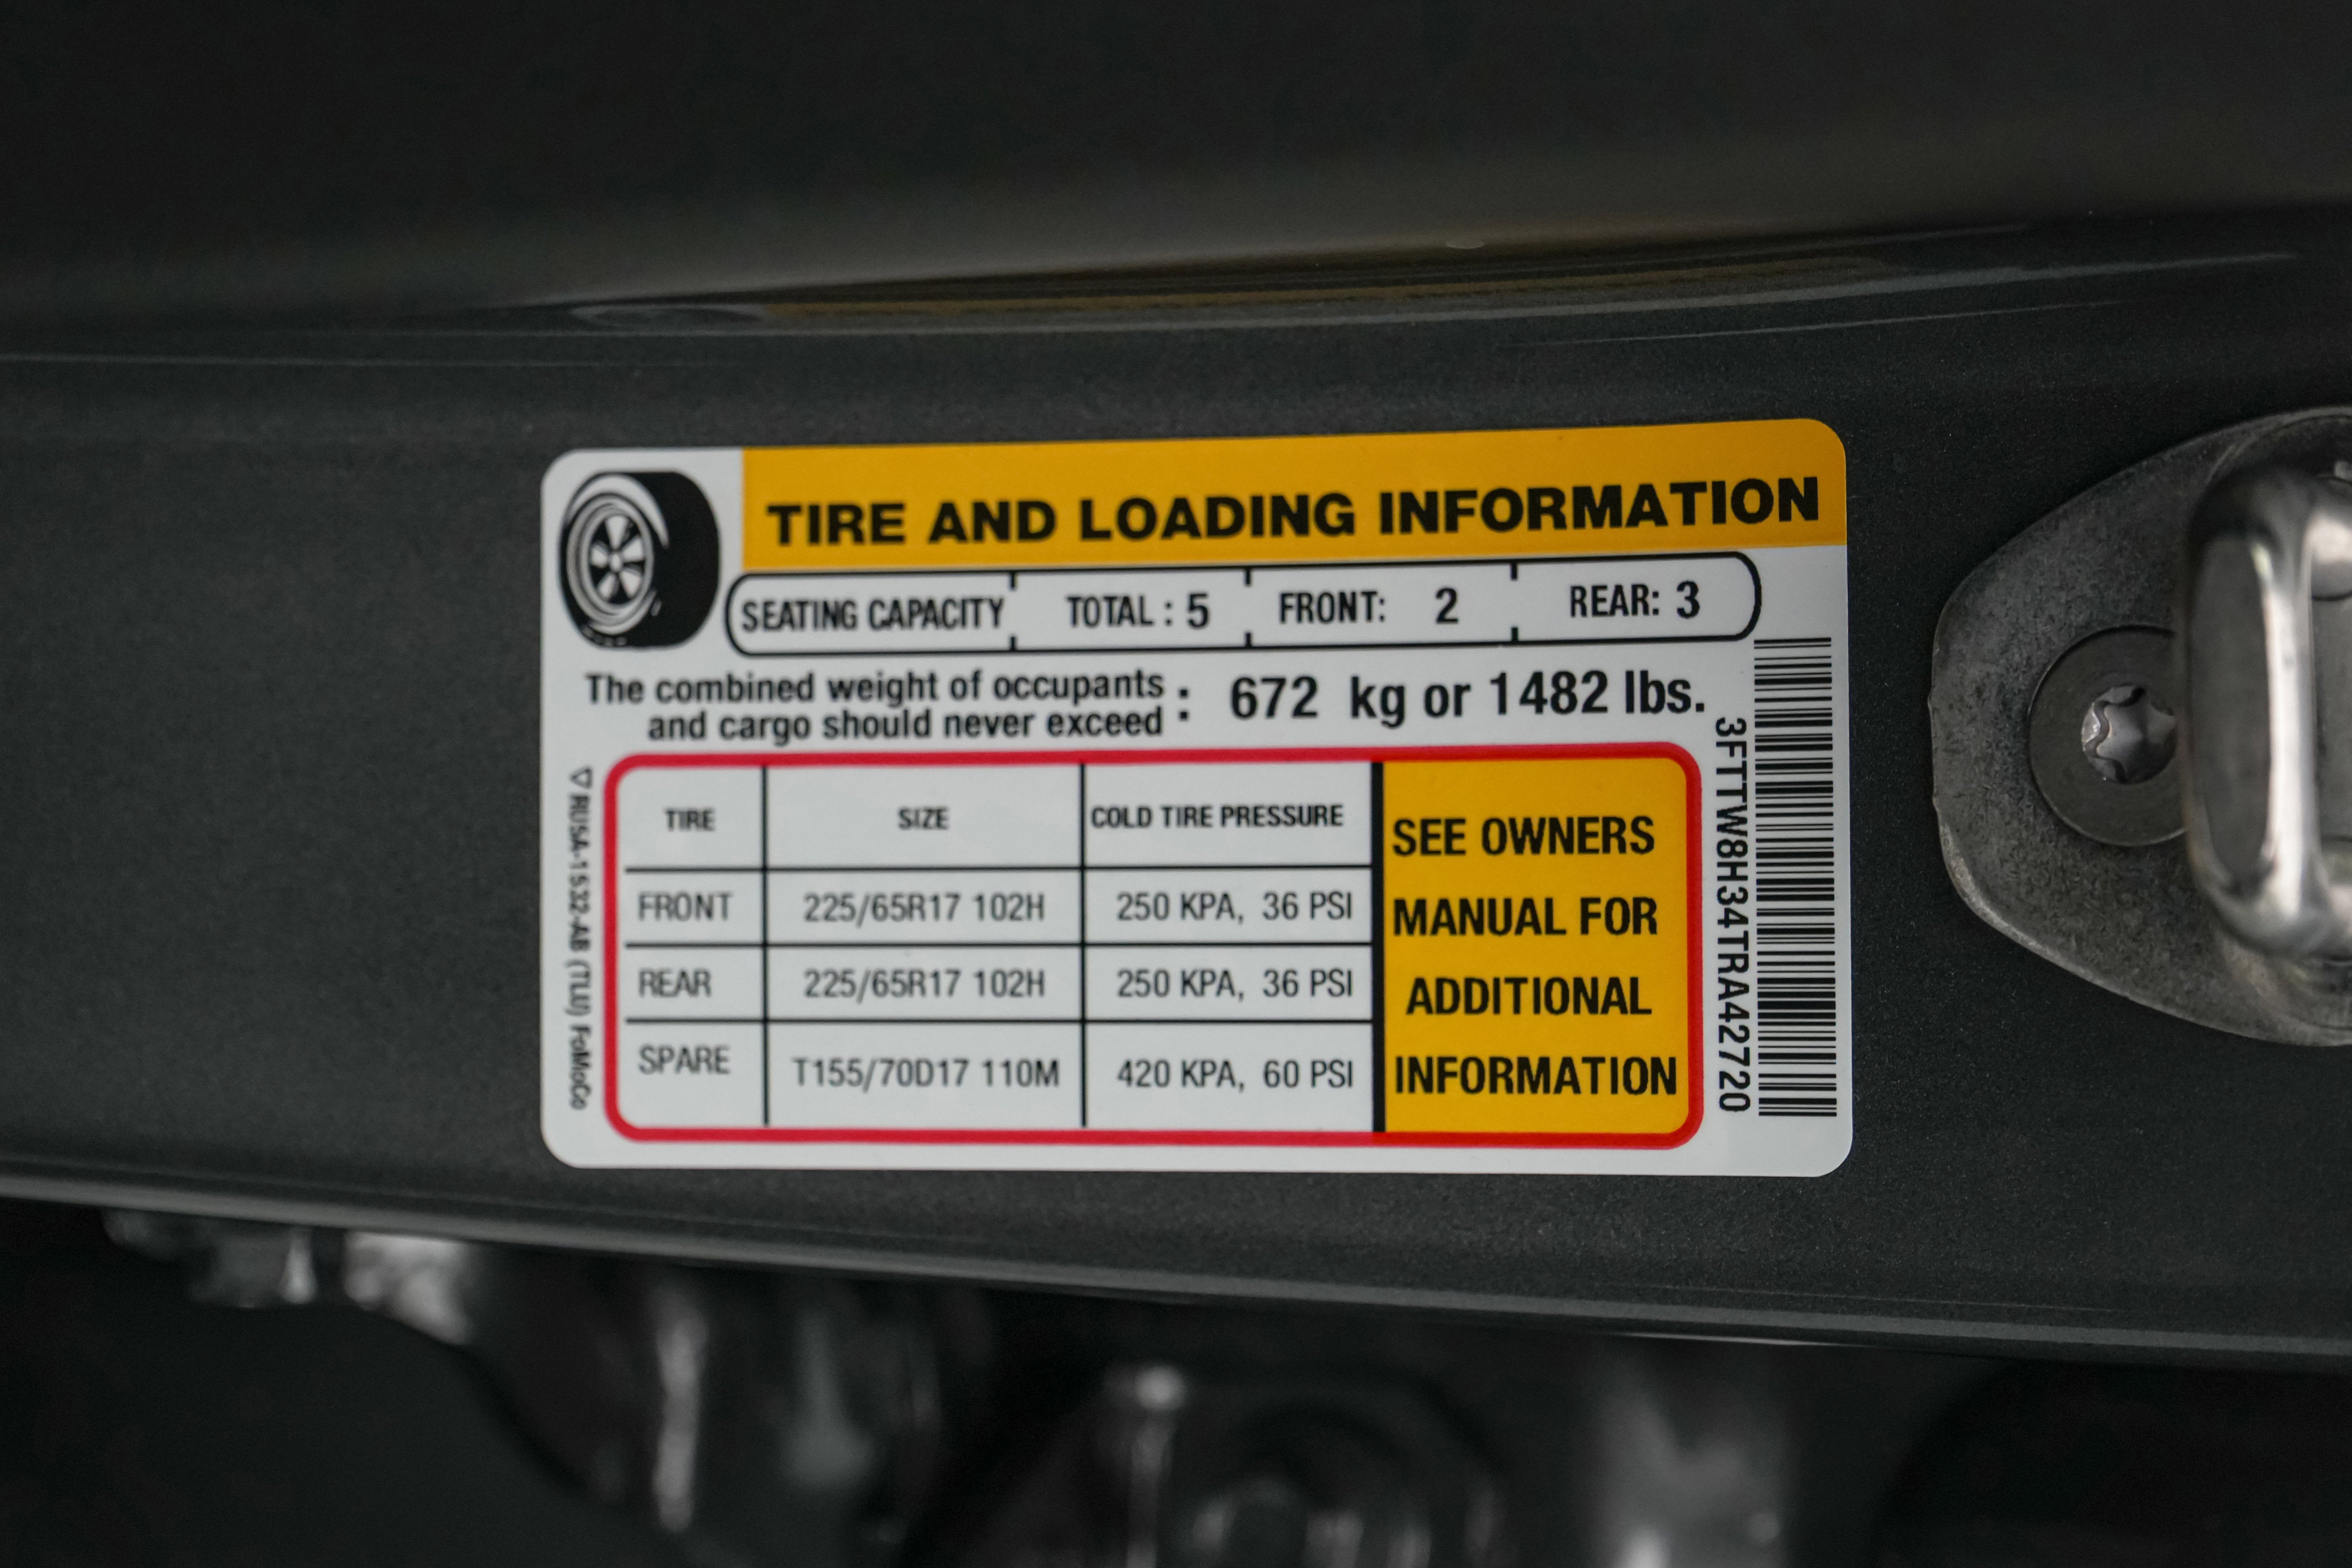 TIRE AND LOADING INFORMATION
SEATING CAPACITY TOTAL : 5 FRONT: 2 REAR: 3
The combined weight of occupants
and cargo should never exceed : 672 kg or 1482 lbs.
TIRE SIZE COLD TIRE PRESSURE
FRONT 225/65R17 102H 250 KPA, 36 PSI
REAR 225/65R17 102H 250 KPA, 36 PSI
SPARE T155/70D17 110M 420 KPA, 60 PSI
SEE OWNERS
MANUAL FOR
ADDITIONAL
INFORMATION
3FTTW8H34TRA42720
RU5A-1532-AB (TLU) FoMoCo